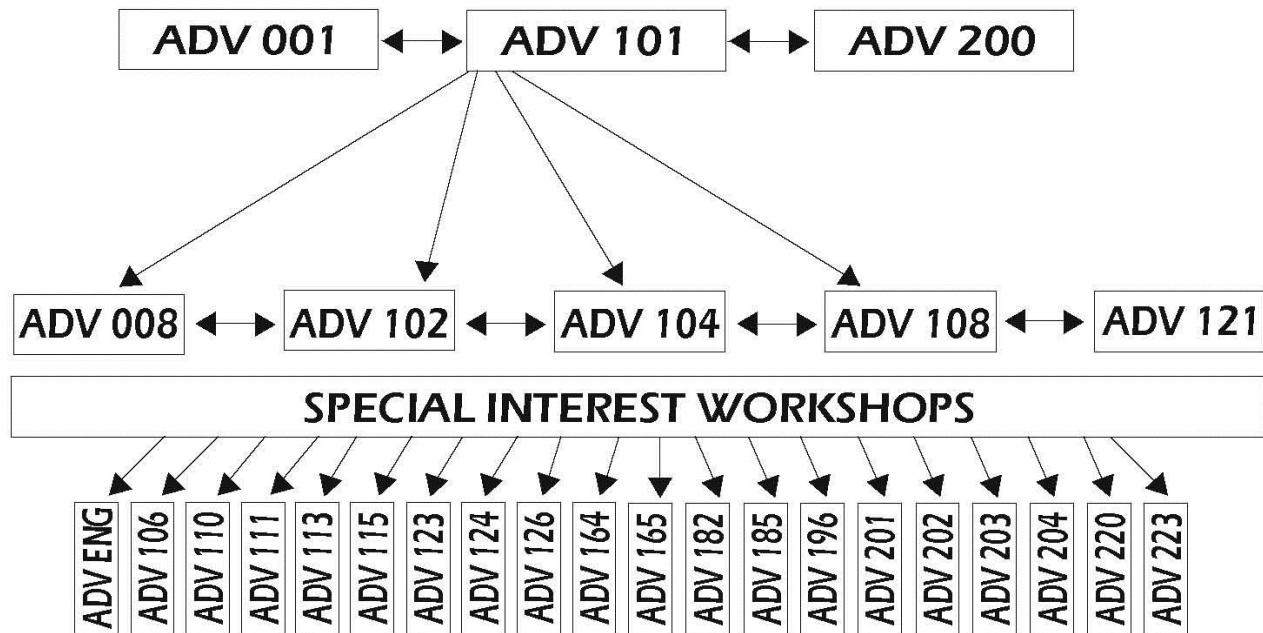 ADV 001 ADV 101 ADV 200
ADV 008 ADV 102 ADV 104 ADV 108 ADV 121
SPECIAL INTEREST WORKSHOPS
ADV ENG
ADV 106
ADV 110
ADV 111
ADV 113
ADV 115
ADV 123
ADV 124
ADV 126
ADV 164
ADV 165
ADV 182
ADV 185
ADV 196
ADV 201
ADV 202
ADV 203
ADV 204
ADV 220
ADV 223